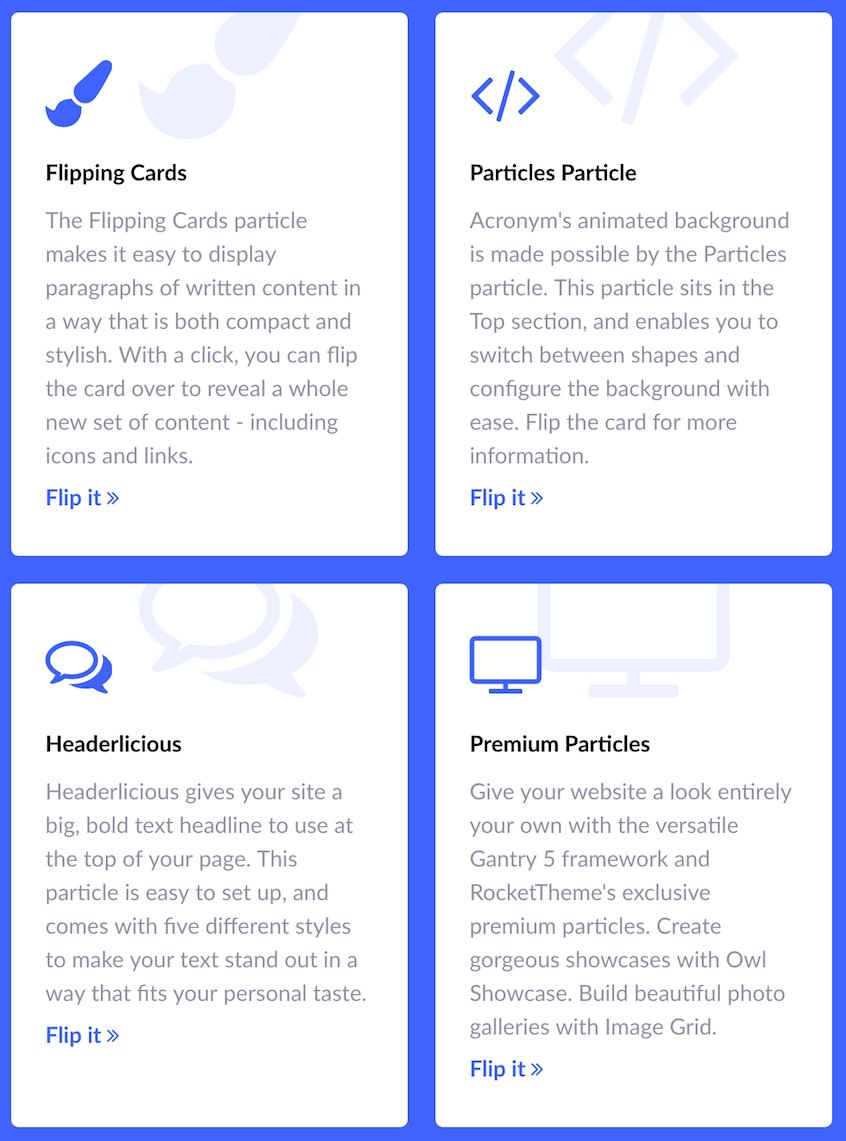 Flipping Cards
The Flipping Cards particle
makes it easy to display
paragraphs of written content in
a way that is both compact and
stylish. With a click, you can flip
the card over to reveal a whole
new set of content - including
icons and links.
Flip it »
Particles Particle
Acronym's animated background
is made possible by the Particles
particle. This particle sits in the
Top section, and enables you to
switch between shapes and
configure the background with
ease. Flip the card for more
information.
Flip it »
Headerlicious
Headerlicious gives your site a
big, bold text headline to use at
the top of your page. This
particle is easy to set up, and
comes with five different styles
to make your text stand out in a
way that fits your personal taste.
Flip it »
Premium Particles
Give your website a look entirely
your own with the versatile
Gantry 5 framework and
RocketTheme's exclusive
premium particles. Create
gorgeous showcases with Owl
Showcase. Build beautiful photo
galleries with Image Grid.
Flip it »